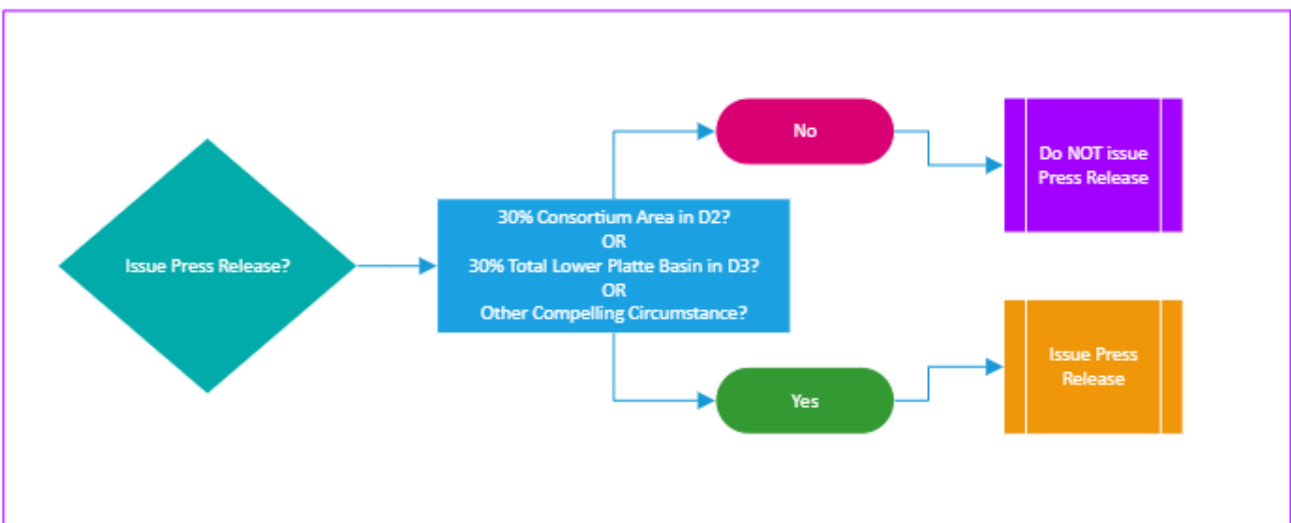 Issue Press Release?
30% Consortium Area in D2?
OR
30% Total Lower Platte Basin in D3?
OR
Other Compelling Circumstance?
No
Do NOT issue
Press Release
Yes
Issue Press
Release